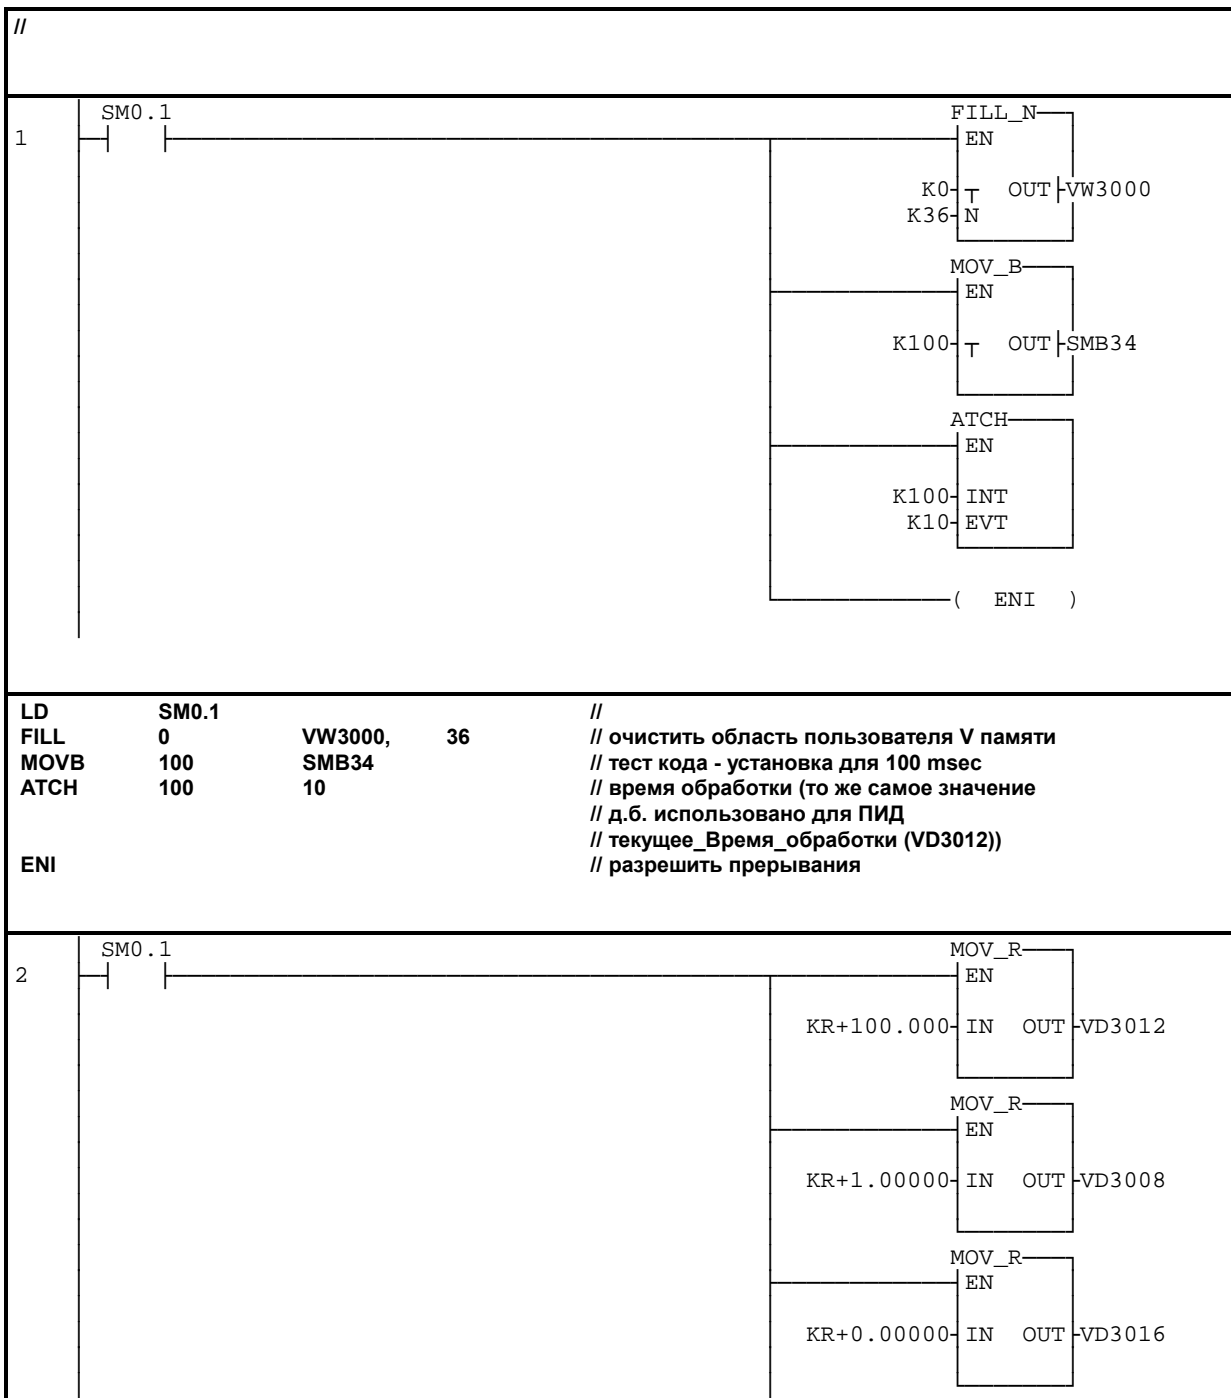 //
SM0.1
FILL_N
1
EN
K0 OUT VW3000
K36 N
MOV_B
EN
K100 OUT SMB34
ATCH
EN
K100 INT
K10 EVT
( ENI )
LD SM0.1 //
FILL 0 VW3000, 36 // очистить область пользователя V памяти
MOVB 100 SMB34 // тест кода - установка для 100 msec
ATCH 100 10 // время обработки (то же самое значение
// д.б. использовано для ПИД
// текущее_Время_обработки (VD3012))
ENI // разрешить прерывания
SM0.1
MOV_R
2
EN
KR+100.000 IN OUT VD3012
MOV_R
EN
KR+1.00000 IN OUT VD3008
MOV_R
EN
KR+0.00000 IN OUT VD3016